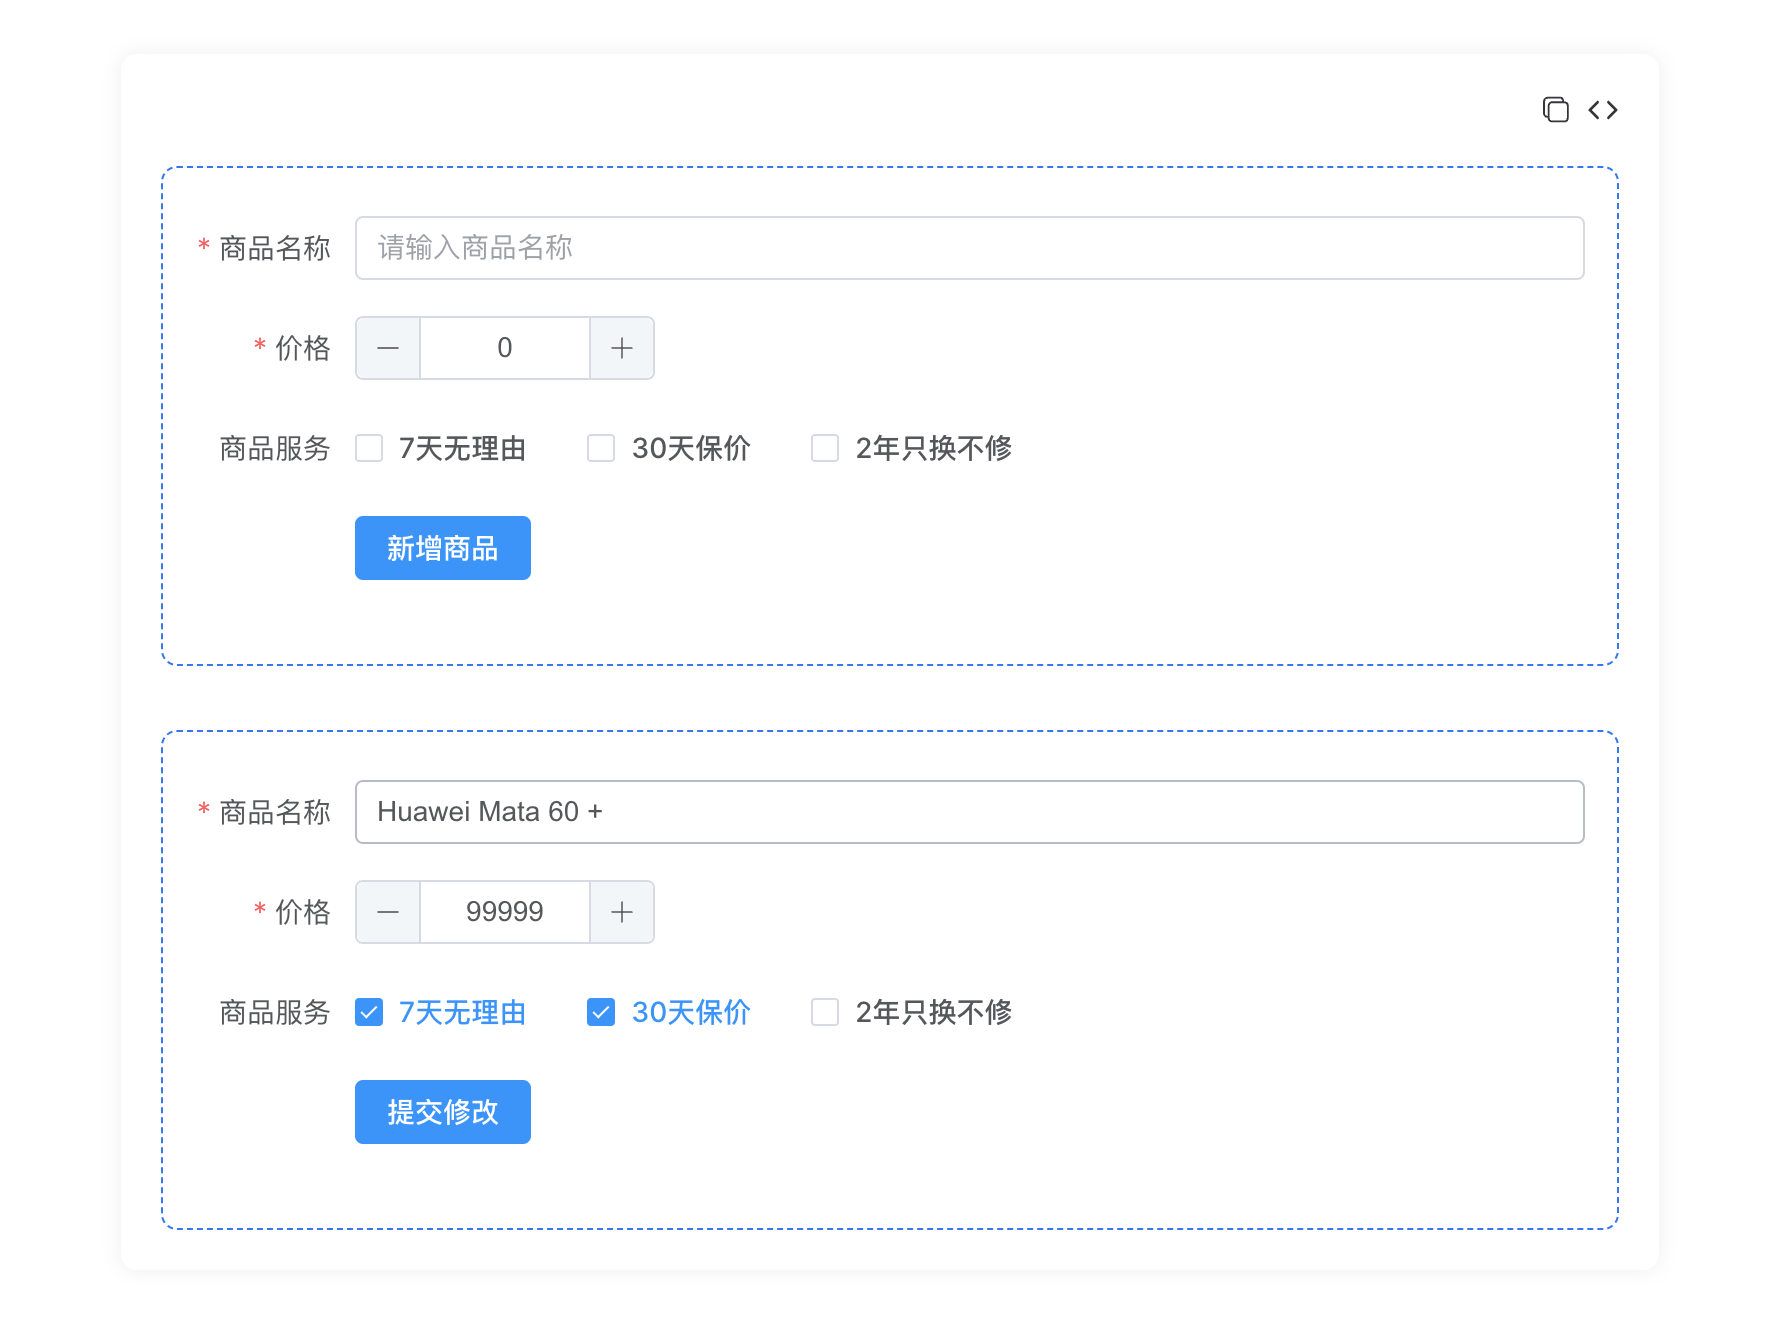 * 商品名称 请输入商品名称
* 价格 0
商品服务 7天无理由 30天保价 2年只换不修
新增商品
* 商品名称 Huawei Mata 60 +
* 价格 99999
商品服务 7天无理由 30天保价 2年只换不修
提交修改